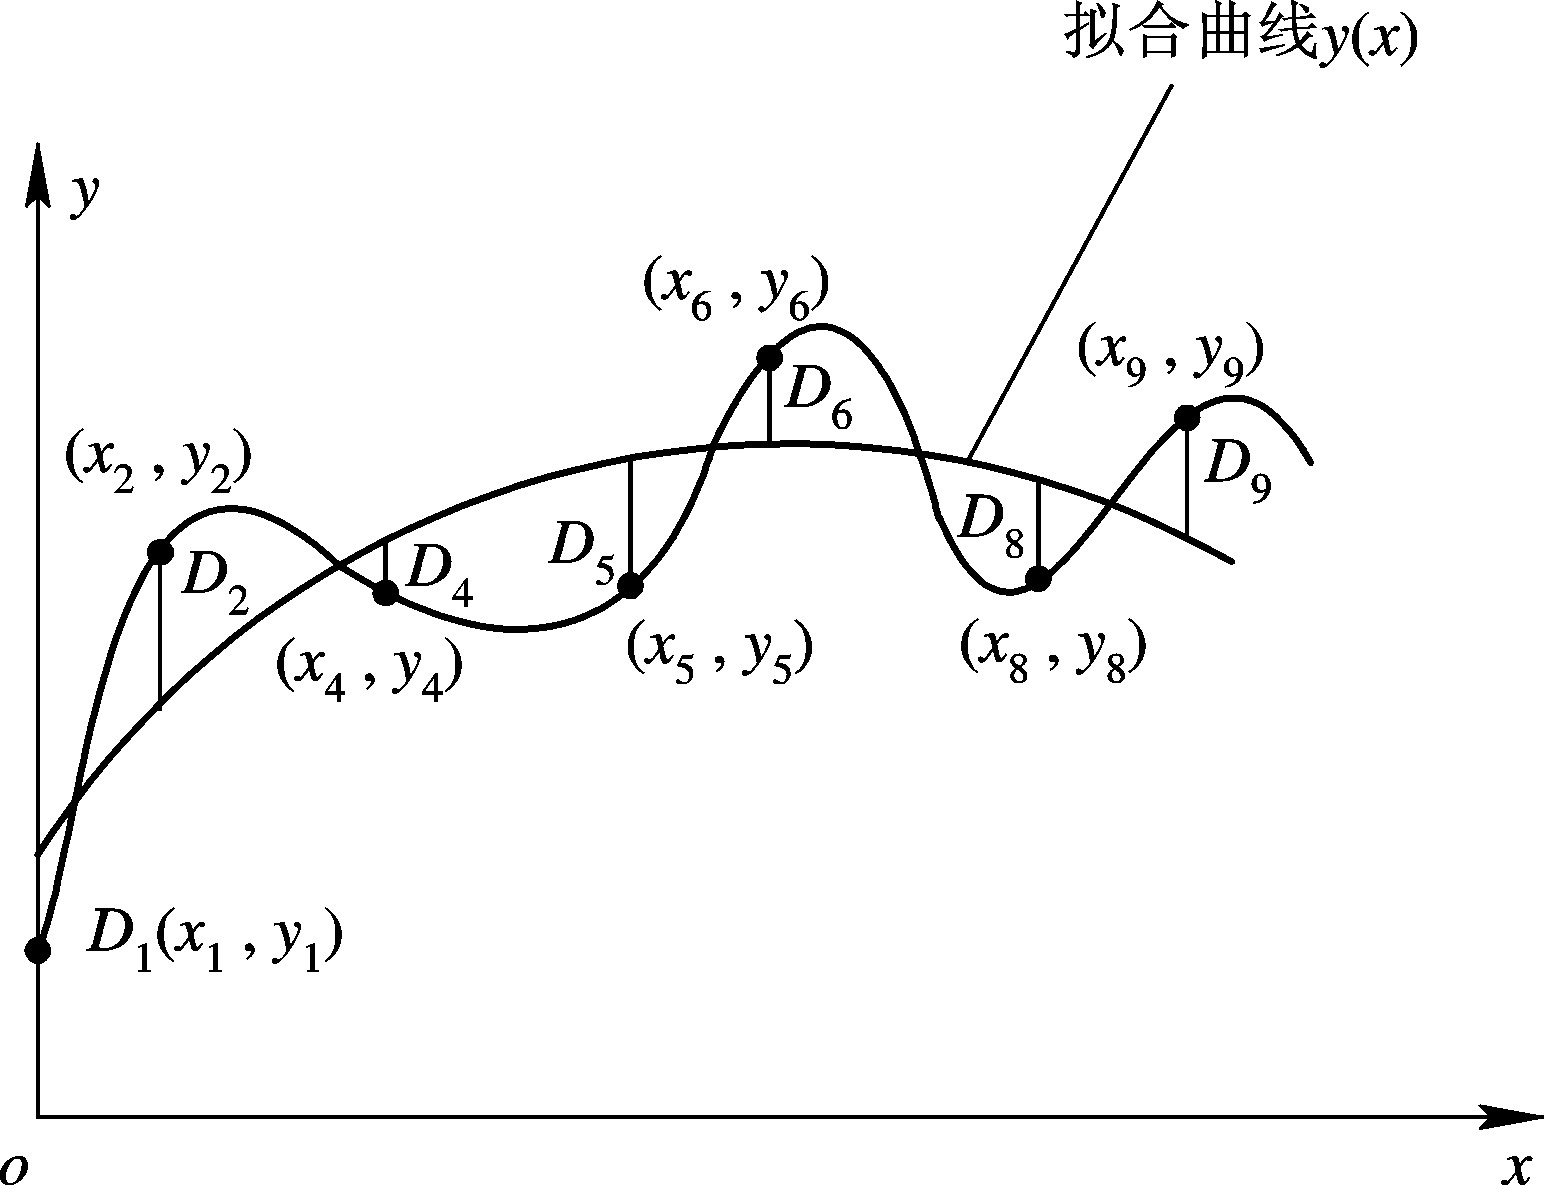 拟合曲线y(x)
y
(x6 , y6)
(x9 , y9)
D6
(x2 , y2)
D9
D8
D5
D4
D2
(x4 , y4)
(x5 , y5)
(x8 , y8)
D1(x1 , y1)
o
x